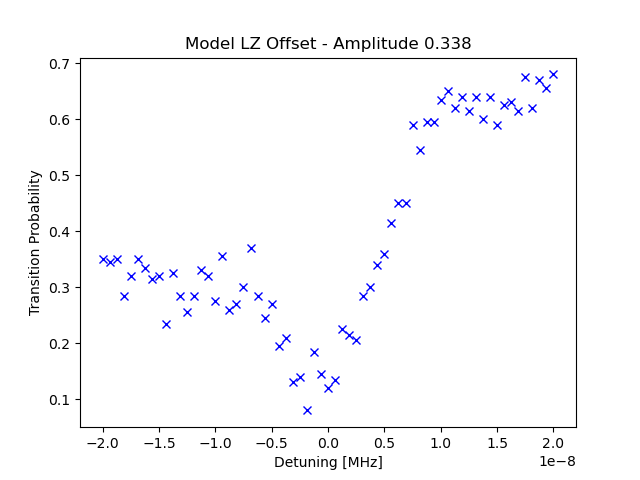 Model LZ Offset - Amplitude 0.338
Transition Probability
0.7
0.6
0.5
0.4
0.3
0.2
0.1
−2.0 −1.5 −1.0 −0.5 0.0 0.5 1.0 1.5 2.0
1e−8
Detuning [MHz]